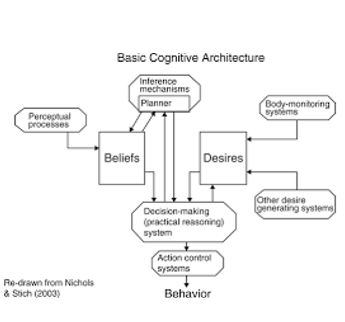 Basic Cognitive Architecture
Inference
mechanisms
Planner
Perceptual
processes
Body-monitoring
systems
Beliefs
Desires
Other desire
generating systems
Decision-making
(practical reasoning)
system
Action control
systems
Re-drawn from Nichols
& Stich (2003)
Behavior